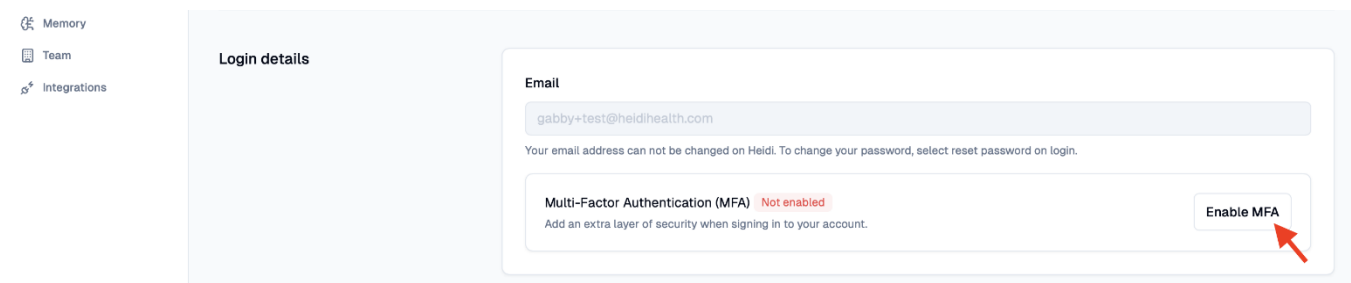 Memory
Team
Integrations
Login details
Email
gabby+test@heidihealth.com
Your email address can not be changed on Heidi. To change your password, select reset password on login.
Multi-Factor Authentication (MFA) Not enabled
Add an extra layer of security when signing in to your account.
Enable MFA